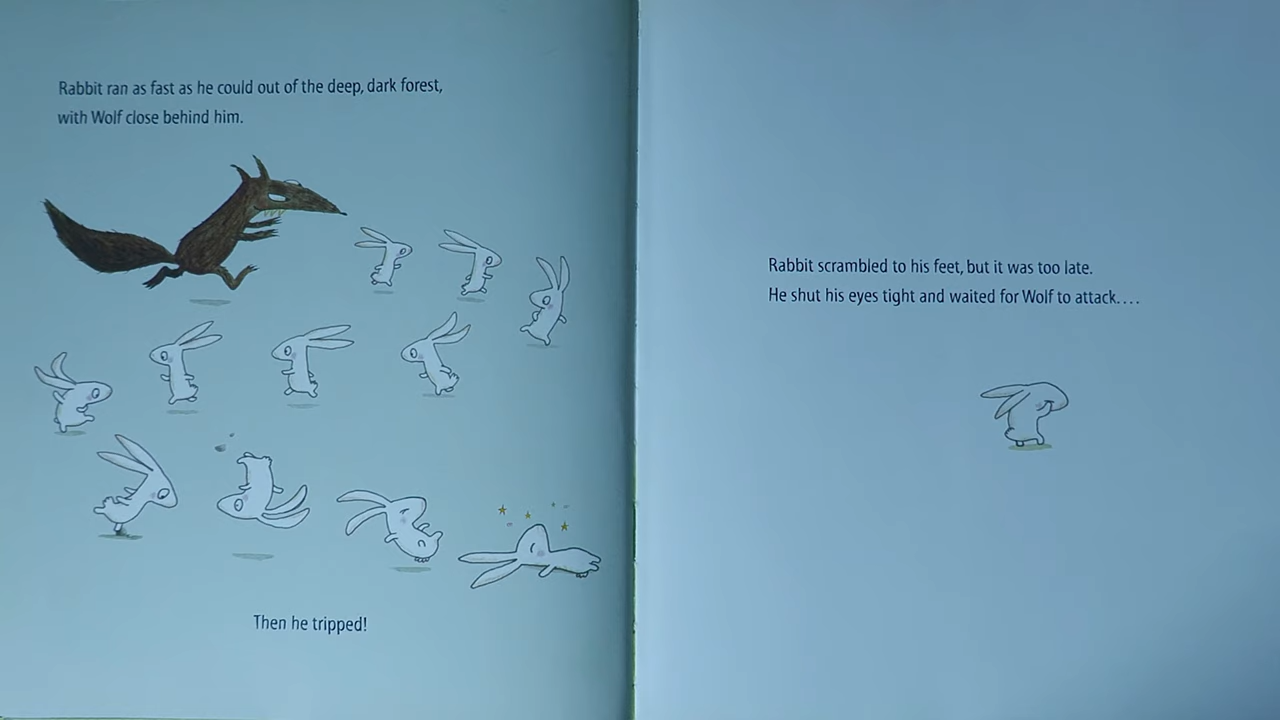 Rabbit ran as fast as he could out of the deep, dark forest,
with Wolf close behind him.
Then he tripped!
Rabbit scrambled to his feet, but it was too late.
He shut his eyes tight and waited for Wolf to attack....